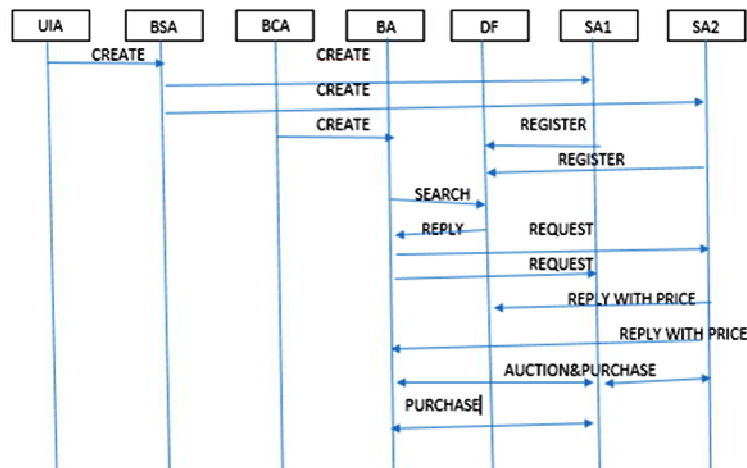 UIA
BSA
BCA
BA
DF
SA1
SA2
CREATE
CREATE
CREATE
CREATE
REGISTER
REGISTER
SEARCH
REPLY
REQUEST
REQUEST
REPLY WITH PRICE
REPLY WITH PRICE
AUCTION&PURCHASE
PURCHASE